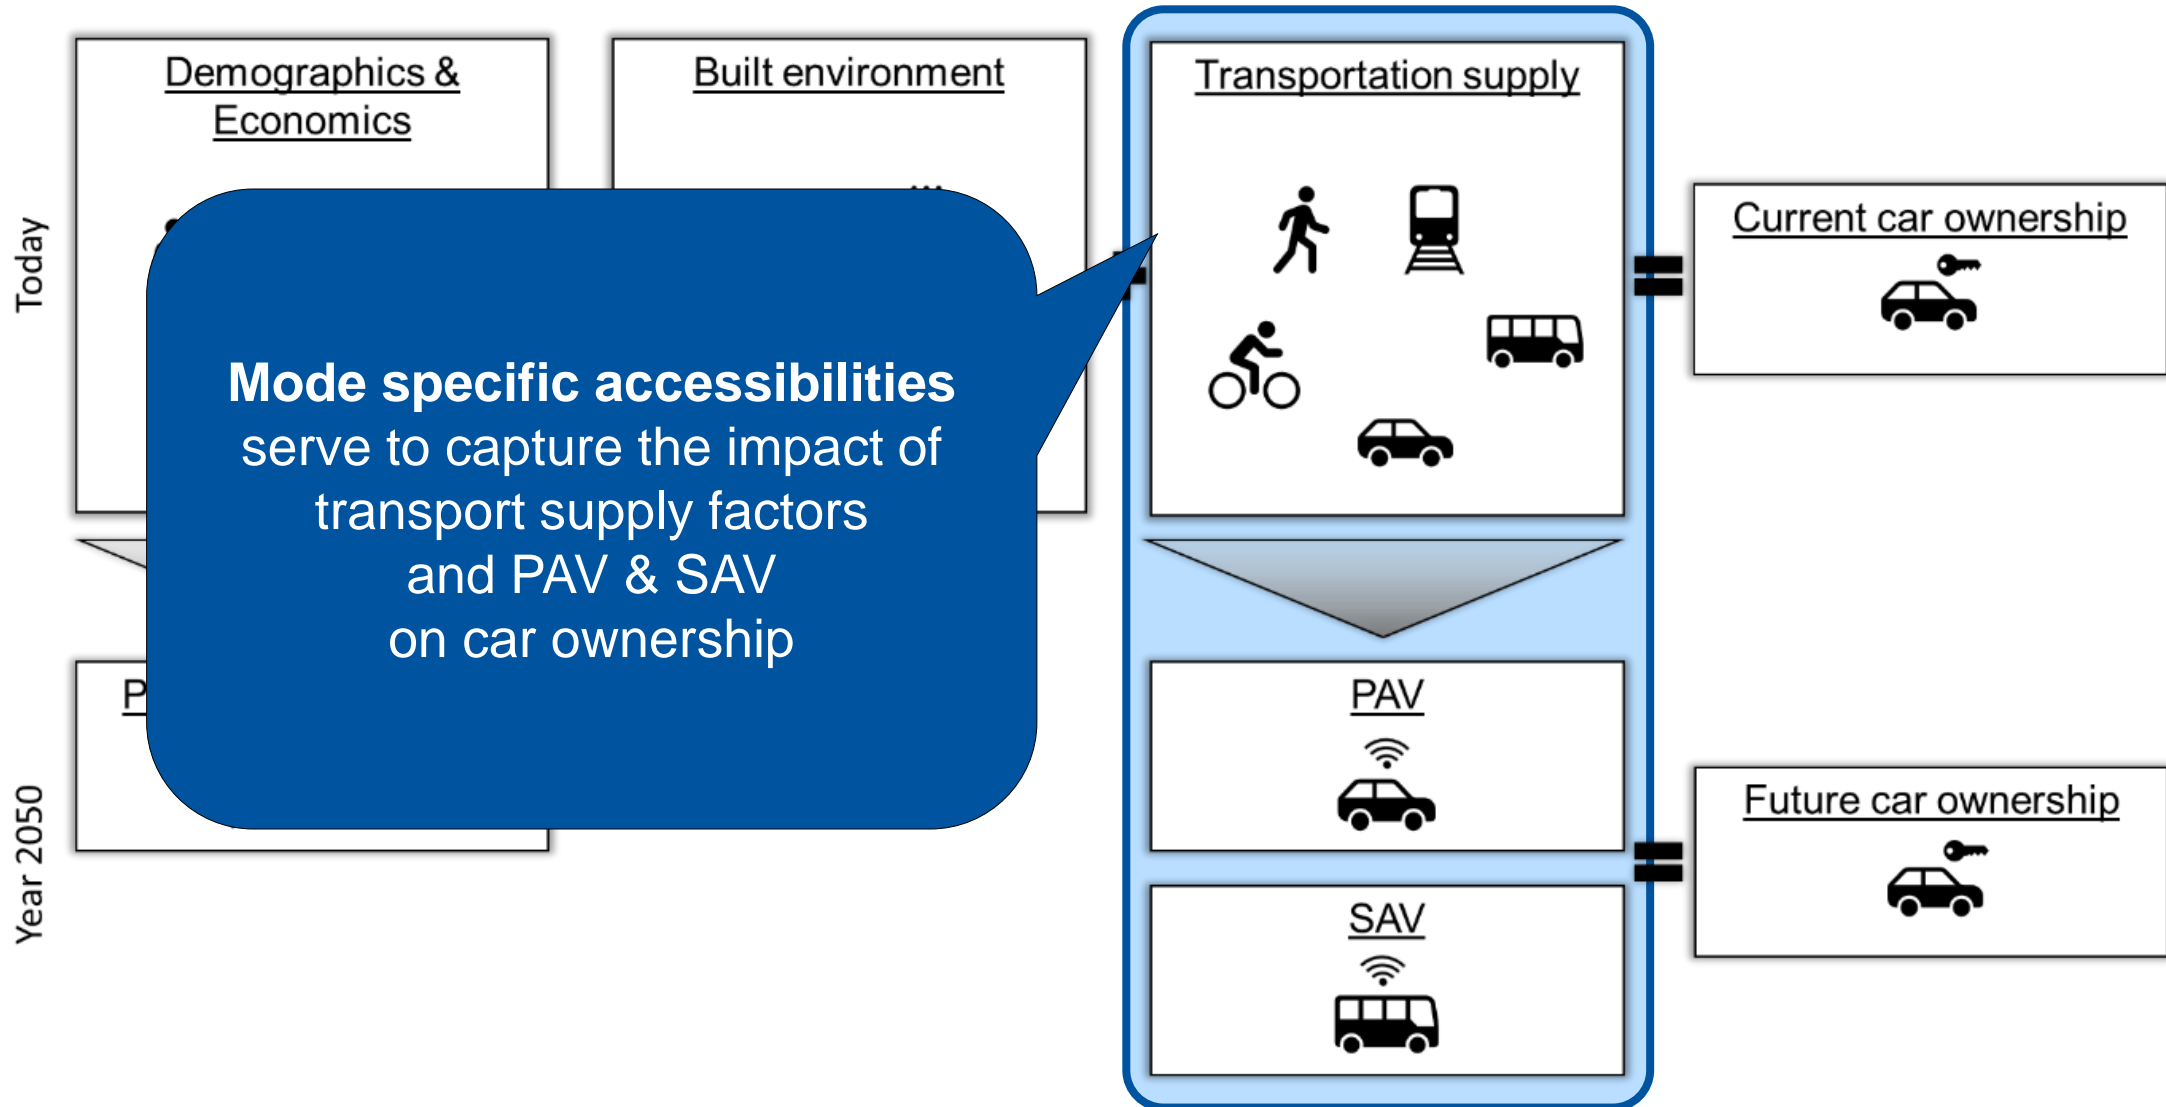 Today
Demographics &
Economics
Built environment
Transportation supply
Current car ownership
Mode specific accessibilities
serve to capture the impact of
transport supply factors
and PAV & SAV
on car ownership
Year 2050
PAV
SAV
Future car ownership